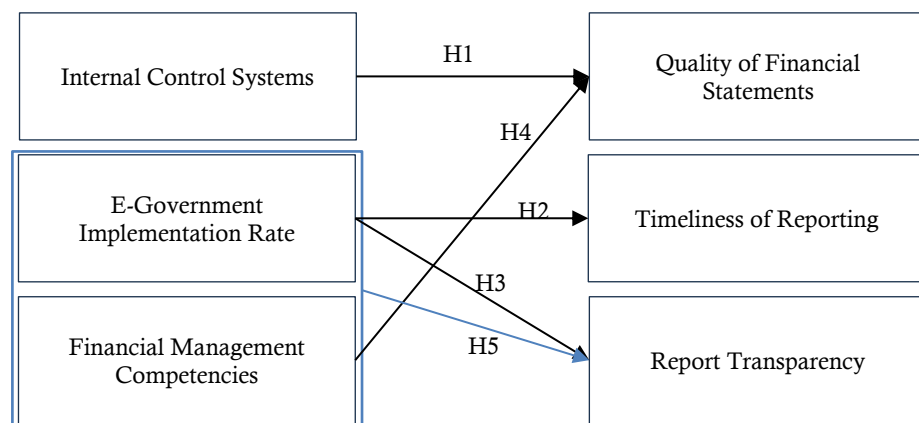 Internal Control Systems
H1
Quality of Financial
Statements
H4
E-Government
Implementation Rate
H2
Timeliness of Reporting
H3
Financial Management
Competencies
H5
Report Transparency